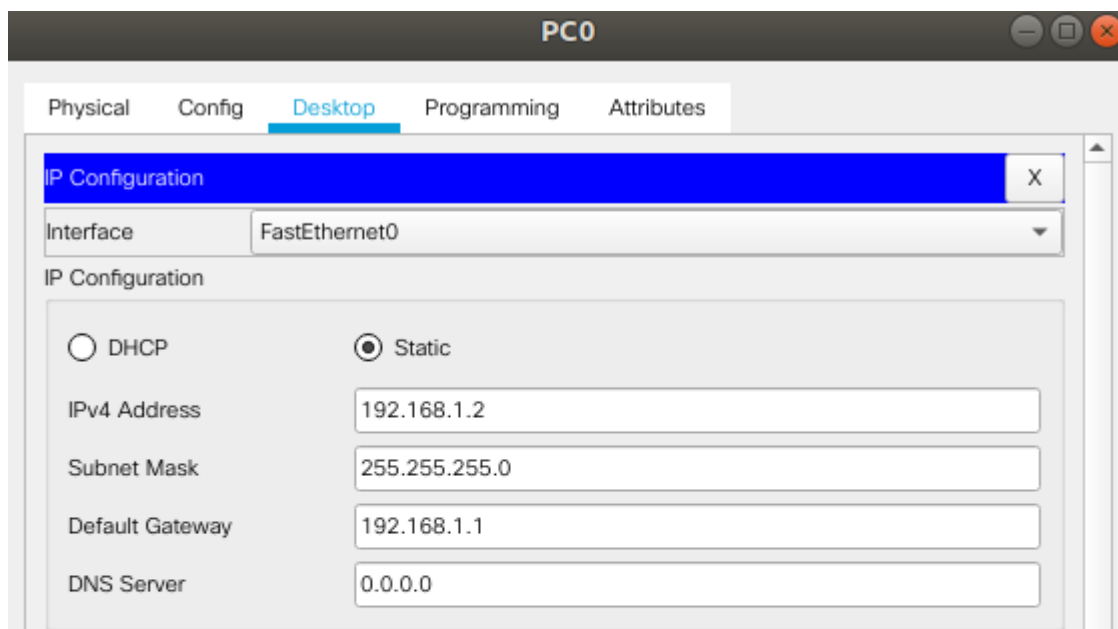 PC0
Physical Config Desktop Programming Attributes
IP Configuration X
Interface FastEthernet0
IP Configuration
DHCP Static
IPv4 Address 192.168.1.2
Subnet Mask 255.255.255.0
Default Gateway 192.168.1.1
DNS Server 0.0.0.0